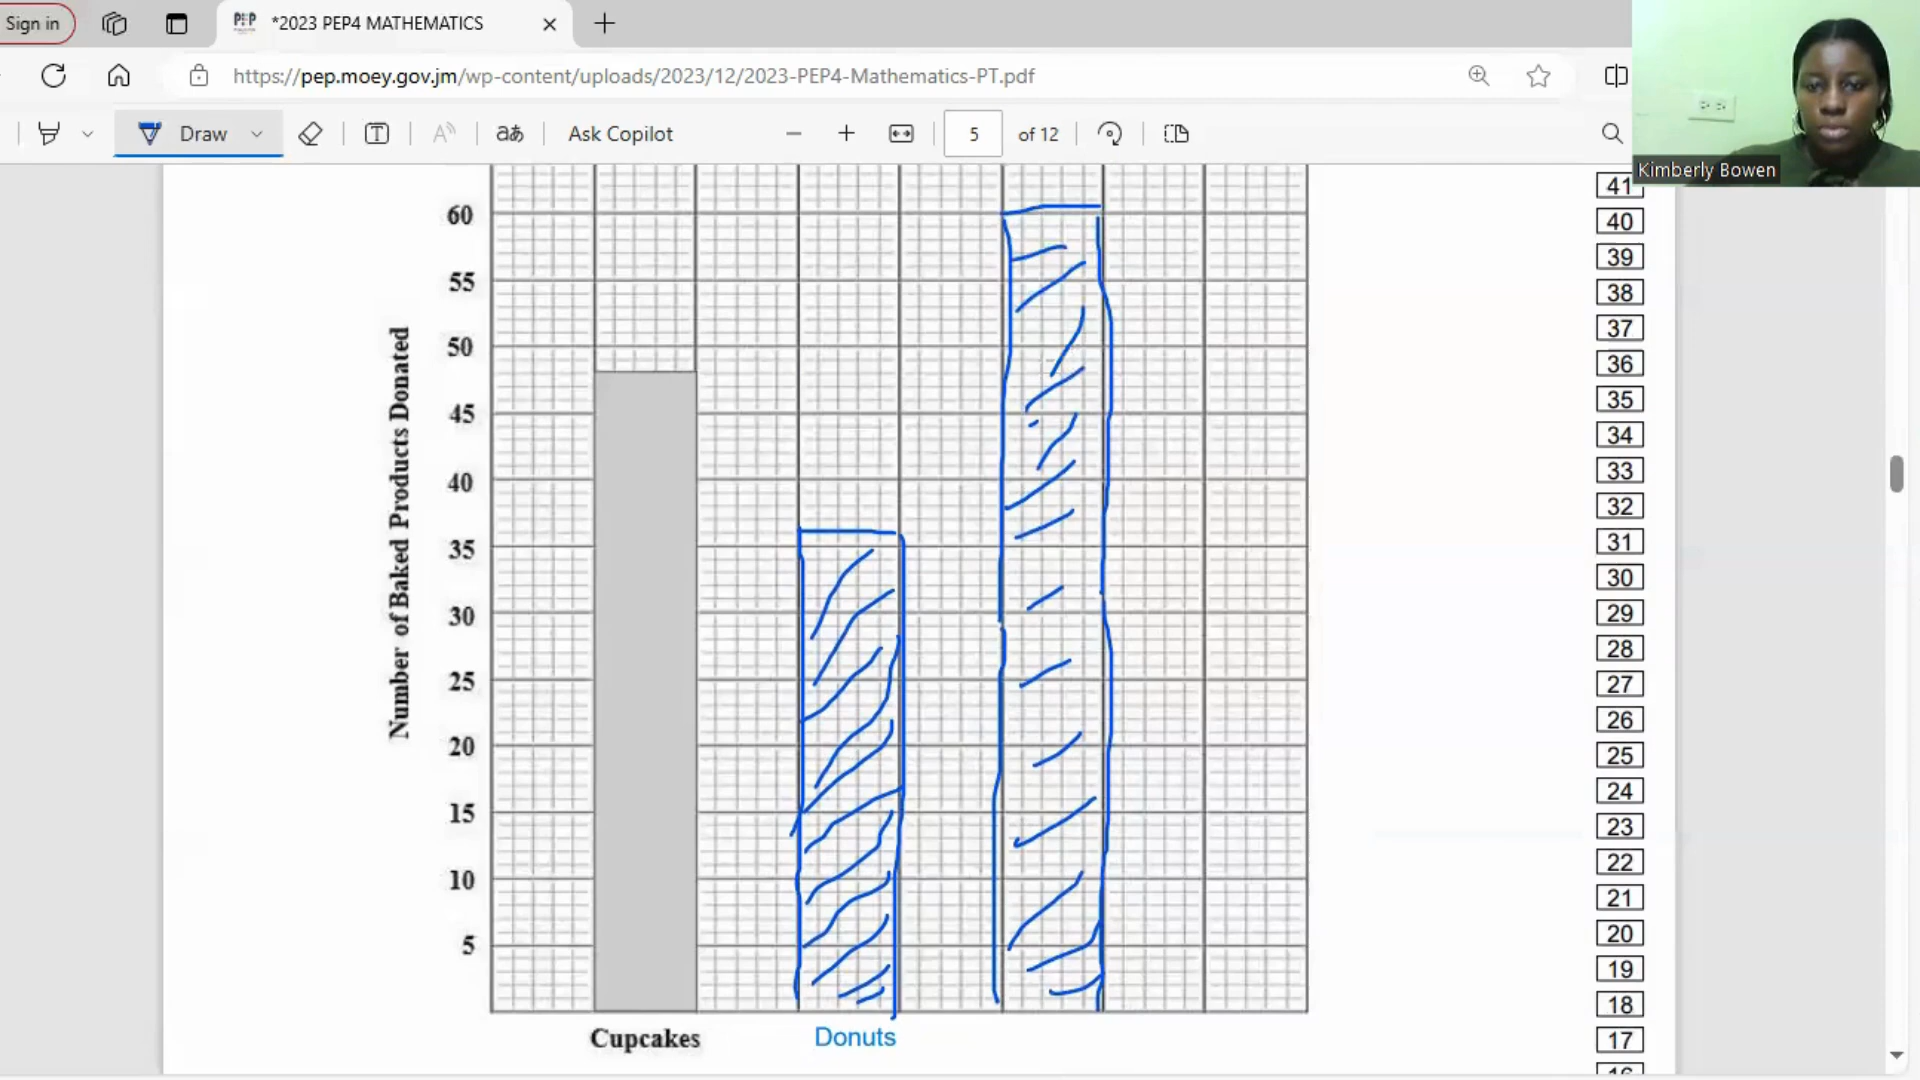 Sign in
PEP
*2023 PEP4 MATHEMATICS
https://pep.moey.gov.jm/wp-content/uploads/2023/12/2023-PEP4-Mathematics-PT.pdf
Draw
T
A
aあ
Ask Copilot
5
of 12
Kimberly Bowen
Number of Baked Products Donated
60
55
50
45
40
35
30
25
20
15
10
5
Cupcakes
Donuts
41
40
39
38
37
36
35
34
33
32
31
30
29
28
27
26
25
24
23
22
21
20
19
18
17